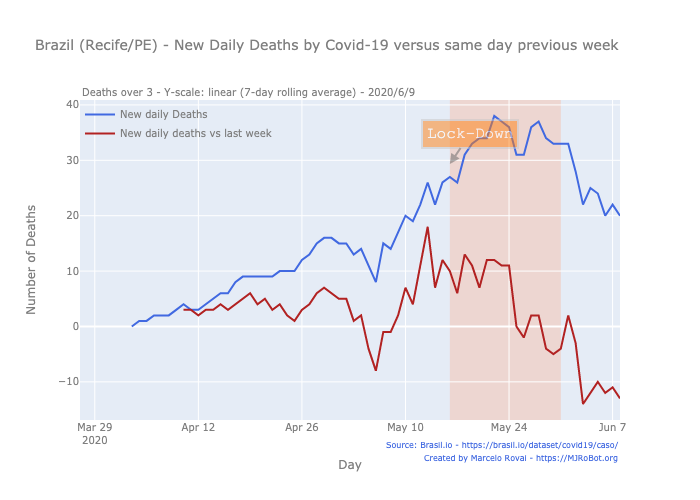 Brazil (Recife/PE) - New Daily Deaths by Covid-19 versus same day previous week
Deaths over 3 - Y-scale: linear (7-day rolling average) - 2020/6/9
New daily Deaths
New daily deaths vs last week
Lock-Down
Number of Deaths
40
30
20
10
0
−10
Mar 29
2020
Apr 12
Apr 26
May 10
May 24
Jun 7
Day
Source: Brasil.io - https://brasil.io/dataset/covid19/caso/
Created by Marcelo Rovai - https://MJRoBot.org